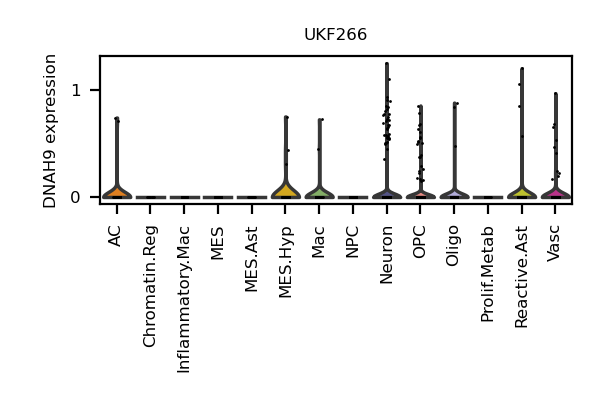 UKF266
DNAH9 expression
1
0
AC
Chromatin.Reg
Inflammatory.Mac
MES
MES.Ast
MES.Hyp
Mac
NPC
Neuron
OPC
Oligo
Prolif.Metab
Reactive.Ast
Vasc